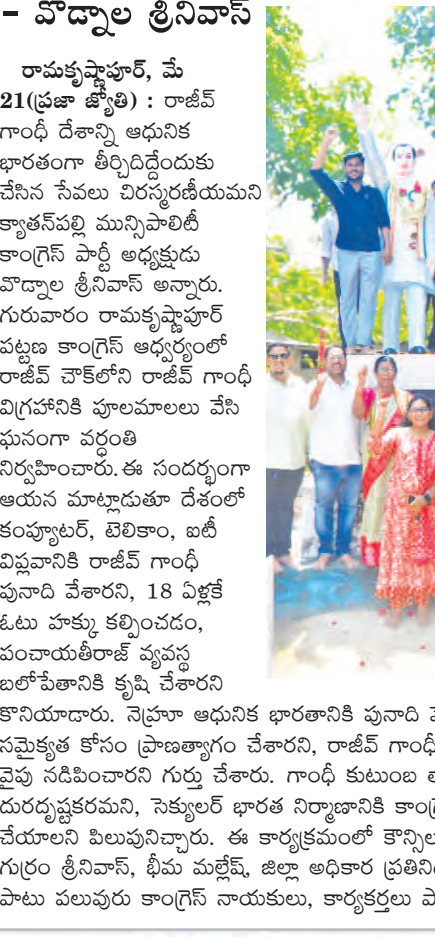 - వొడ్నాల శ్రీనివాస్
రామకృష్ణాపూర్, మే
21(ప్రజా జ్యోతి) : రాజీవ్
గాంధీ దేశాన్ని ఆధునిక
భారతంగా తీర్చిదిద్దేందుకు
చేసిన సేవలు చిరస్మరణీయమని
క్యాతన్‌పల్లి మున్సిపాలిటీ
కాంగ్రెస్ పార్టీ అధ్యక్షుడు
వొడ్నాల శ్రీనివాస్ అన్నారు.
గురువారం రామకృష్ణాపూర్
పట్టణ కాంగ్రెస్ ఆధ్వర్యంలో
రాజీవ్ చౌక్‌లోని రాజీవ్ గాంధీ
విగ్రహానికి పూలమాలలు వేసి
ఘనంగా వర్ధంతి
నిర్వహించారు. ఈ సందర్భంగా
ఆయన మాట్లాడుతూ దేశంలో
కంప్యూటర్, టెలికాం, ఐటీ
విప్లవానికి రాజీవ్ గాంధీ
పునాది వేశారని, 18 ఏళ్లకే
ఓటు హక్కు కల్పించడం,
పంచాయతీరాజ్ వ్యవస్థ
బలోపేతానికి కృషి చేశారని
కొనియాడారు. నెహ్రూ ఆధునిక భారతానికి పునాది
సమైక్యత కోసం ప్రాణత్యాగం చేశారని, రాజీవ్ గాంధీ
వైపు నడిపించారని గుర్తు చేశారు. గాంధీ కుటుంబ
దురదృష్టకరమని, సెక్యులర్ భారత నిర్మాణానికి
చేయాలని పిలుపునిచ్చారు. ఈ కార్యక్రమంలో
గుర్రం శ్రీనివాస్, భీమ మల్లేష్, జిల్లా అధికార
పాటు పలువురు కాంగ్రెస్ నాయకులు, కార్యకర్తలు